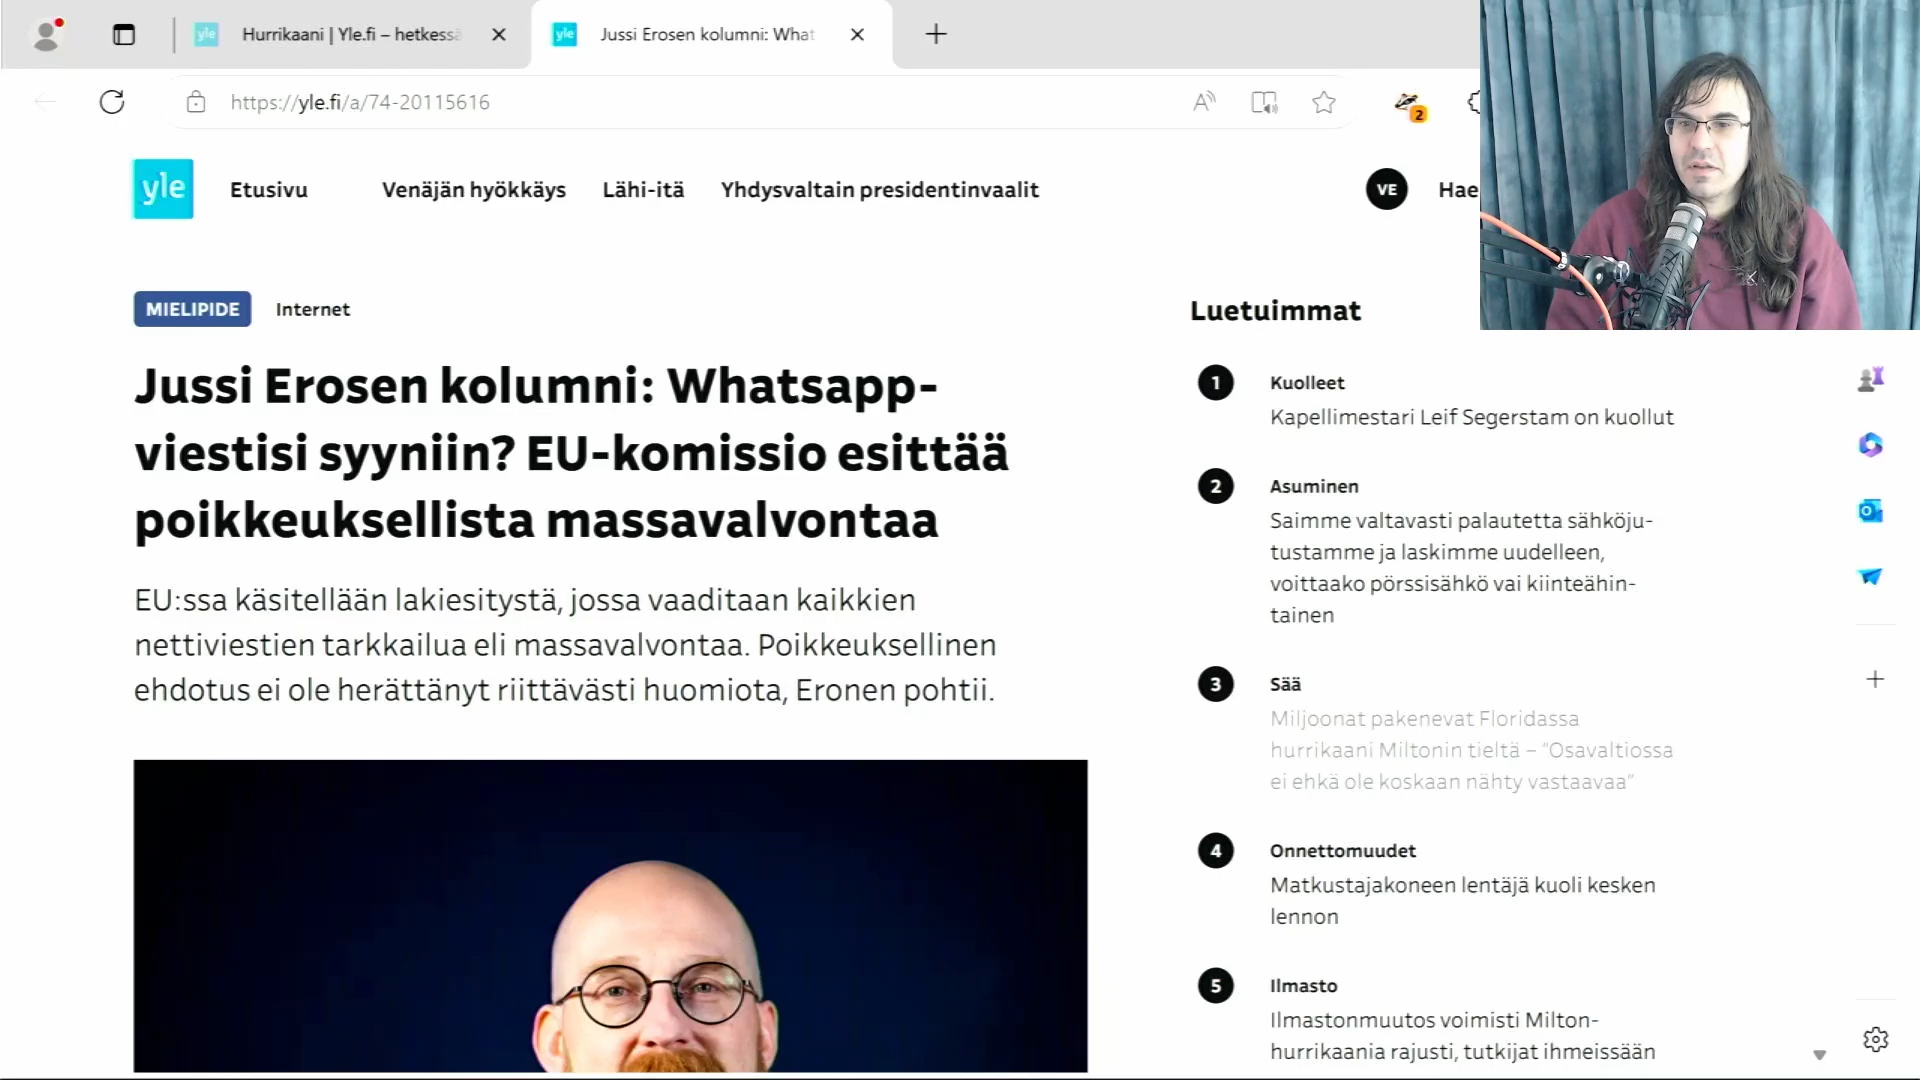 Hurrikaani | Yle.fi – hetkessä
Jussi Erosen kolumni: What
https://yle.fi/a/74-20115616
2
yle
Etusivu
Venäjän hyökkäys
Lähi-itä
Yhdysvaltain presidentinvaalit
VE
Hae
MIELIPIDE
Internet
Jussi Erosen kolumni: Whatsapp-
viestisi syyniin? EU-komissio esittää
poikkeuksellista massavalvontaa
EU:ssa käsitellään lakiesitystä, jossa vaaditaan kaikkien
nettiviestien tarkkailua eli massavalvontaa. Poikkeuksellinen
ehdotus ei ole herättänyt riittävästi huomiota, Eronen pohtii.
Luetuimmat
1
Kuolleet
Kapellimestari Leif Segerstam on kuollut
2
Asuminen
Saimme valtavasti palautetta sähköju-
tustamme ja laskimme uudelleen,
voittaako pörssisähkö vai kiinteähin-
tainen
3
Sää
Miljoonat pakenevat Floridassa
hurrikaani Miltonin tieltä – ”Osavaltiossa
ei ehkä ole koskaan nähty vastaavaa”
4
Onnettomuudet
Matkustajakoneen lentäjä kuoli kesken
lennon
5
Ilmasto
Ilmastonmuutos voimisti Milton-
hurrikaania rajusti, tutkijat ihmeissään